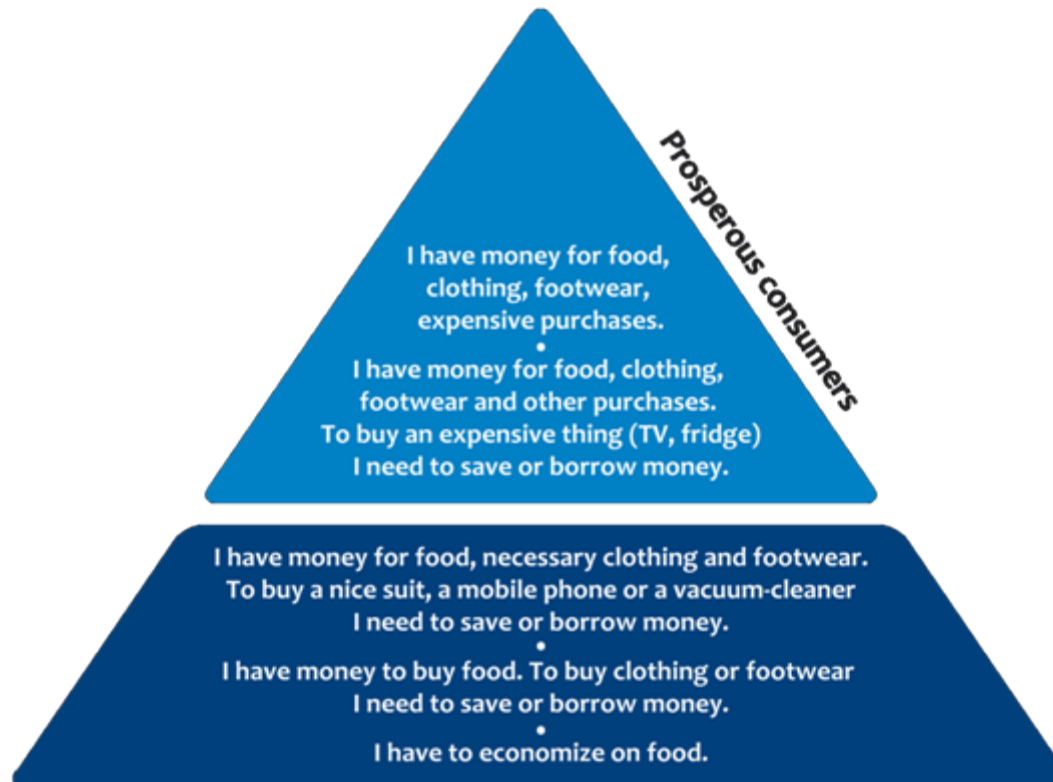 Prosperous consumers
I have money for food,
clothing, footwear,
expensive purchases.
•
I have money for food, clothing,
footwear and other purchases.
To buy an expensive thing (TV, fridge)
I need to save or borrow money.
I have money for food, necessary clothing and footwear.
To buy a nice suit, a mobile phone or a vacuum-cleaner
I need to save or borrow money.
•
I have money to buy food. To buy clothing or footwear
I need to save or borrow money.
•
I have to economize on food.